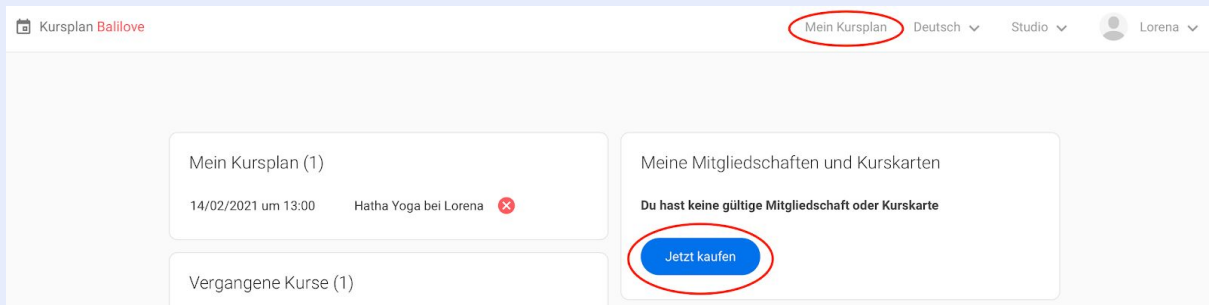 Kursplan Balilove
Mein Kursplan Deutsch Studio Lorena
Mein Kursplan (1)
14/02/2021 um 13:00 Hatha Yoga bei Lorena
Vergangene Kurse (1)
Meine Mitgliedschaften und Kurskarten
Du hast keine gültige Mitgliedschaft oder Kurskarte
Jetzt kaufen